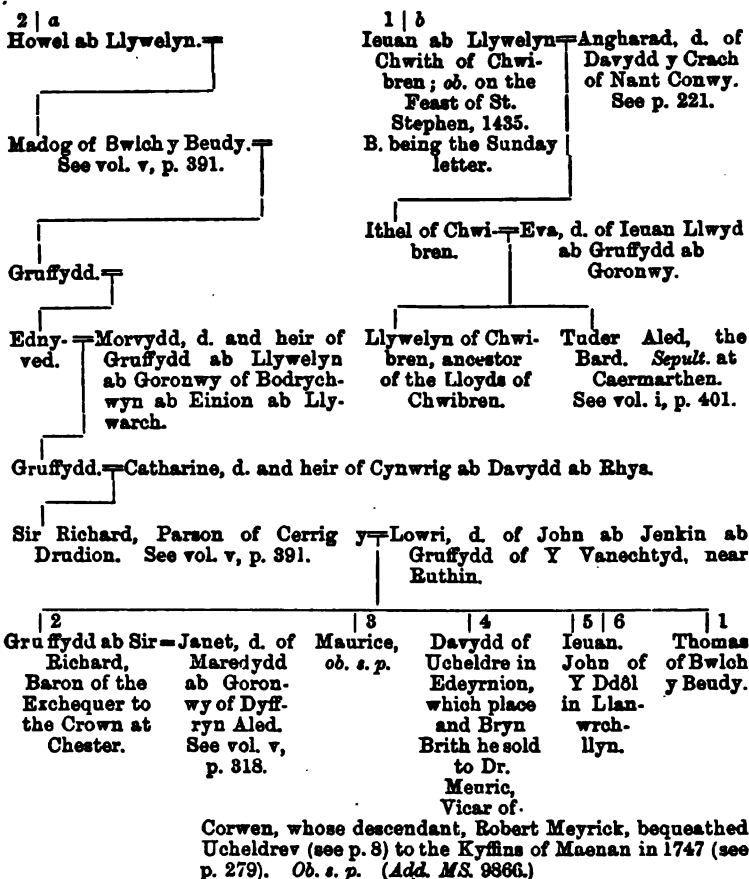 2 | a
Howel ab Llywelyn.=
Madog of Bwlch y Beudy.=
See vol. v, p. 391.
Gruffydd.=
Edny-
ved.
=Morvydd, d. and heir of
Gruffydd ab Llywelyn
ab Goronwy of Bodrych-
wyn ab Einion ab Lly-
warch.
1 | b
Ieuan ab Llywelyn
Chwith of Chwi-
bren; ob. on the
Feast of St.
Stephen, 1435.
B. being the Sunday
letter.
=Angharad, d. of
Davydd y Crach
of Nant Conwy.
See p. 221.
Ithel of Chwi-
bren.
=Eva, d. of Ieuan Llwyd
ab Gruffydd ab
Goronwy.
Llywelyn of Chwi-
bren, ancestor
of the Lloyds of
Chwibren.
Tuder Aled, the
Bard. Sepult. at
Caermarthen.
See vol. i, p. 401.
Gruffydd.=Catharine, d. and heir of Cynwrig ab Davydd ab Rhys.
Sir Richard, Parson of Cerrig y
Drudion. See vol. v, p. 391.
=Lowri, d. of John ab Jenkin ab
Gruffydd of Y Vanechtyd, near
Ruthin.
| 2
Gruffydd ab Sir
Richard,
Baron of the
Exchequer to
the Crown at
Chester.
=Janet, d. of
Maredydd
ab Goron-
wy of Dyff-
ryn Aled.
See vol. v,
p. 318.
| 3
Maurice,
ob. s. p.
| 4
Davydd of
Ucheldre in
Edeyrnion,
which place
and Bryn
Brith he sold
to Dr.
Meuric,
Vicar of
Corwen, whose descendant, Robert Meyrick, bequeathed
Ucheldrev (see p. 8) to the Kyffins of Maenan in 1747 (see
p. 279). Ob. s. p. (Add. MS. 9866.)
| 5 | 6
Ieuan.
John of
Y Ddôl
in Llan-
wrch-
llyn.
| 1
Thomas
of Bwlch
y Beudy.